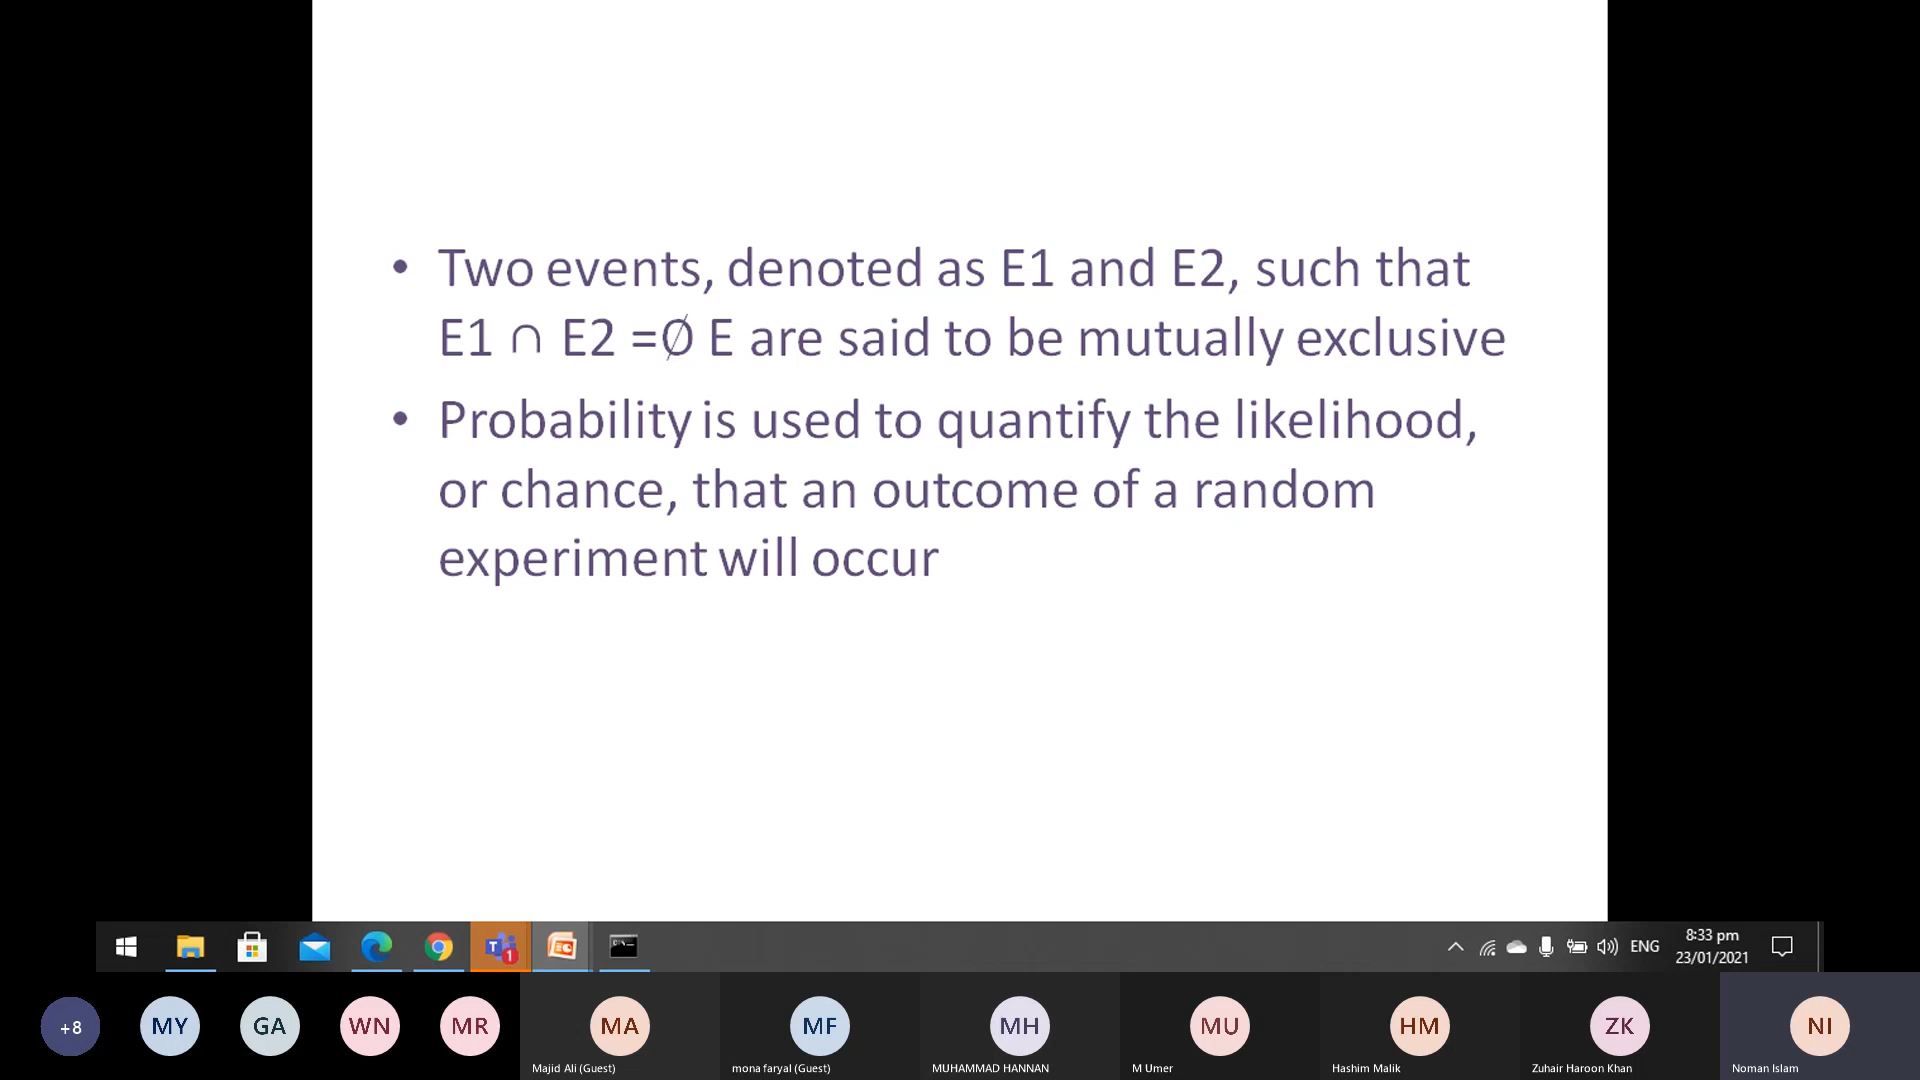 • Two events, denoted as E1 and E2, such that
E1 ∩ E2 =∅ E are said to be mutually exclusive
• Probability is used to quantify the likelihood,
or chance, that an outcome of a random
experiment will occur
1
ENG
8:33 pm
23/01/2021
+8
MY
GA
WN
MR
MA
MF
MH
MU
HM
ZK
NI
Majid Ali (Guest)
mona faryal (Guest)
MUHAMMAD HANNAN
M Umer
Hashim Malik
Zuhair Haroon Khan
Noman Islam